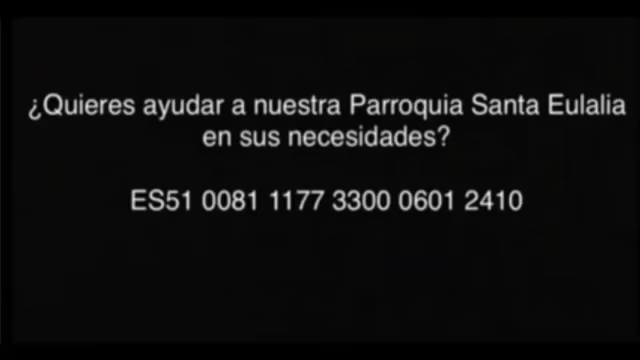 ¿Quieres ayudar a nuestra Parroquia Santa Eulalia
en sus necesidades?
ES51 0081 1177 3300 0601 2410